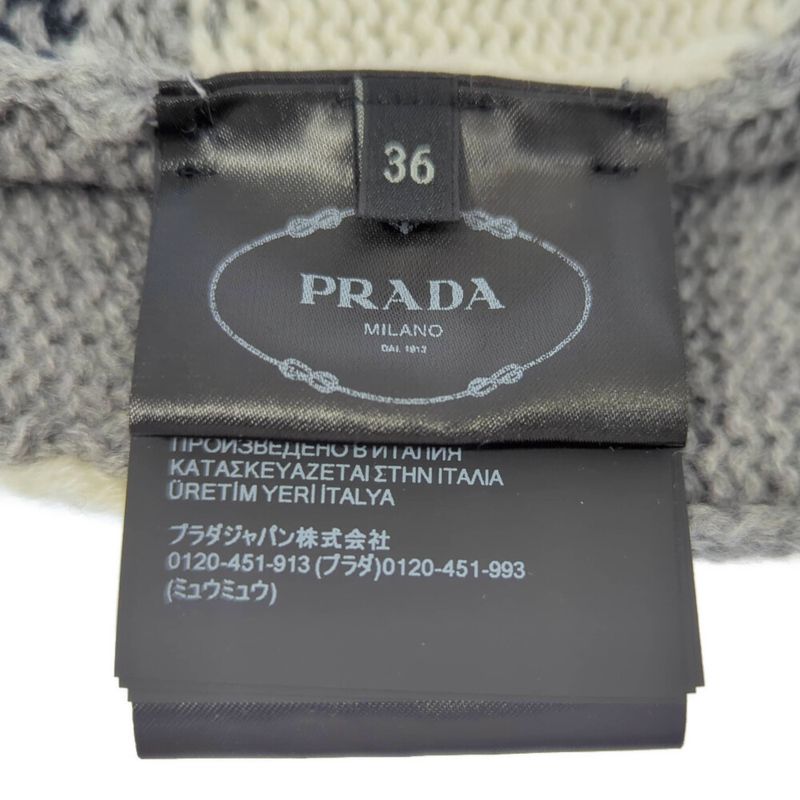 36
PRADA
MILANO
DAL 1913
ПРОИЗВЕДЕНО В ИТАЛИЯ
ΚΑΤΑΣΚΕΥΑΖΕΤΑΙ ΣΤΗΝ ΙΤΑΛΙΑ
ÜRETİM YERİ İTALYA
プラダジャパン株式会社
0120-451-913 (プラダ)0120-451-993
(ミュウミュウ)